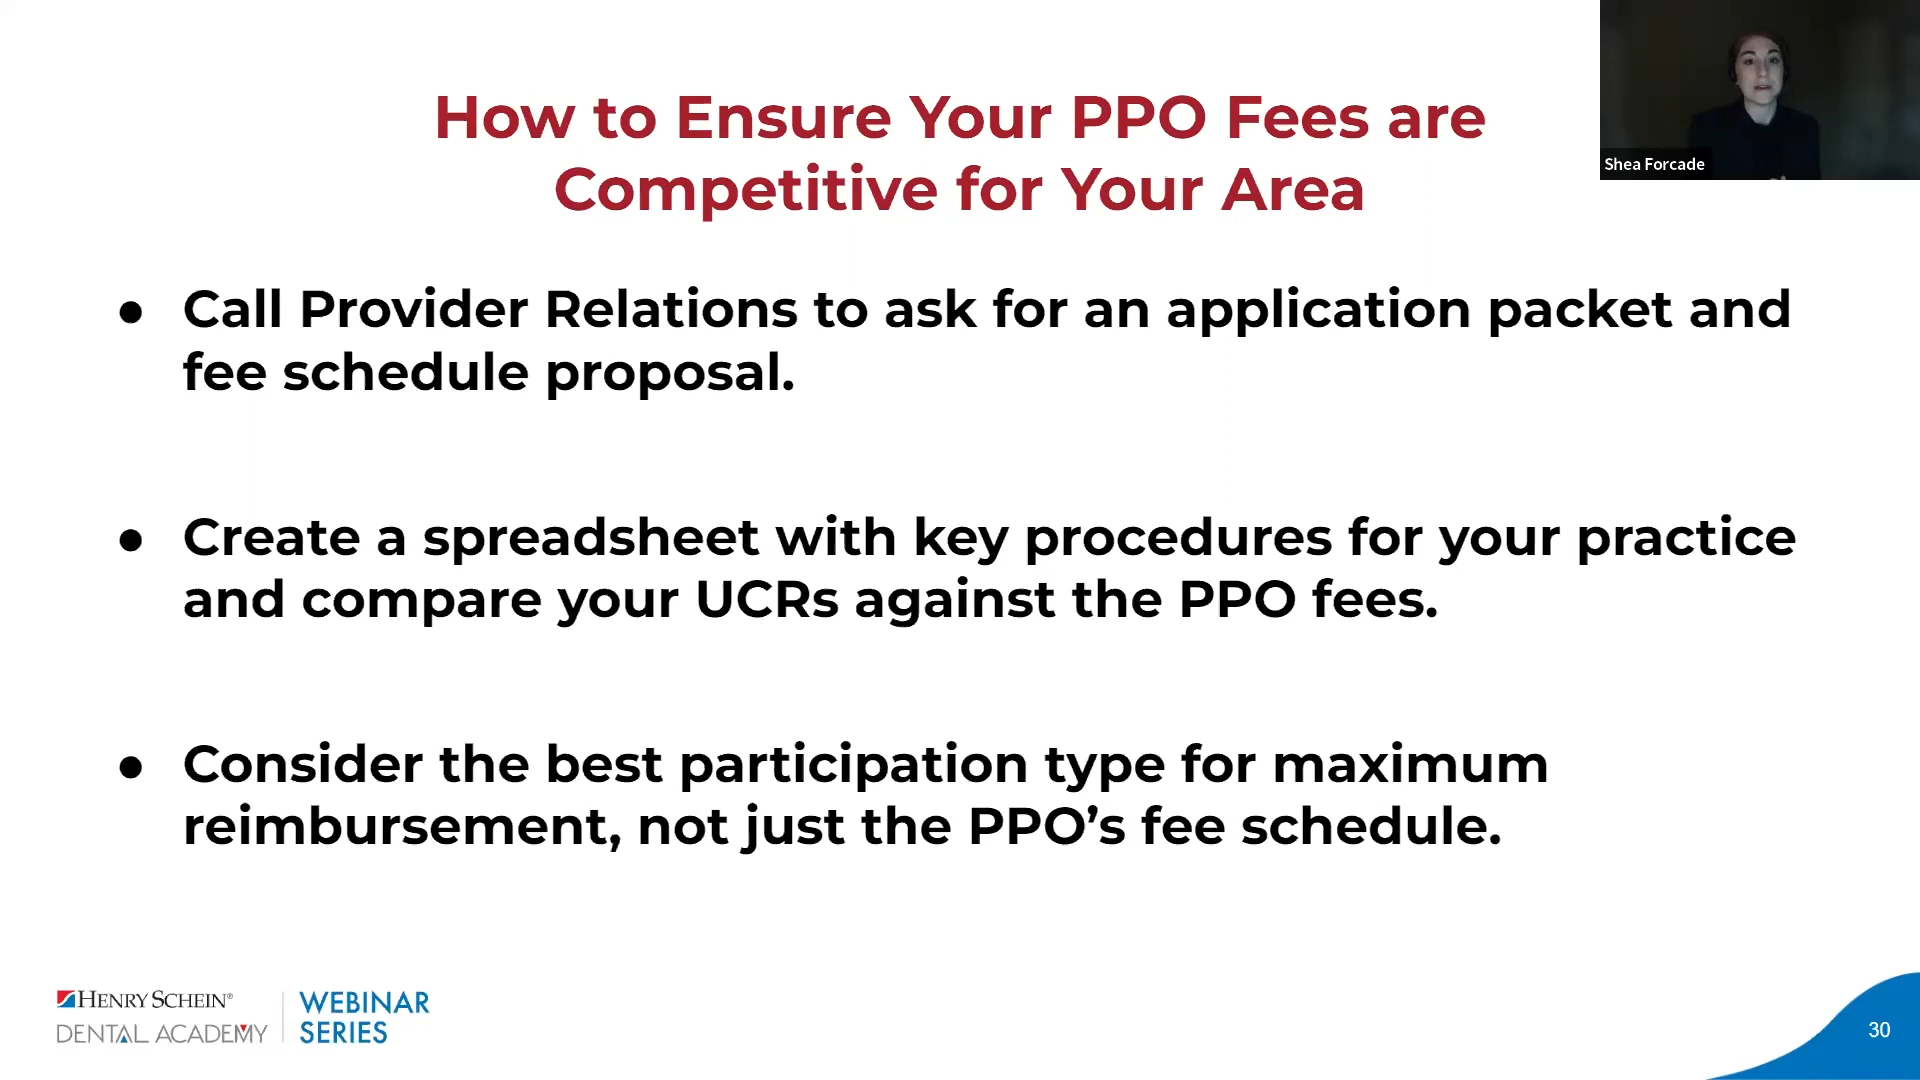 How to Ensure Your PPO Fees are
Competitive for Your Area
Shea Forcade
● Call Provider Relations to ask for an application packet and
fee schedule proposal.
● Create a spreadsheet with key procedures for your practice
and compare your UCRs against the PPO fees.
● Consider the best participation type for maximum
reimbursement, not just the PPO’s fee schedule.
HENRY SCHEIN®
DENTAL ACADEMY
WEBINAR
SERIES
30